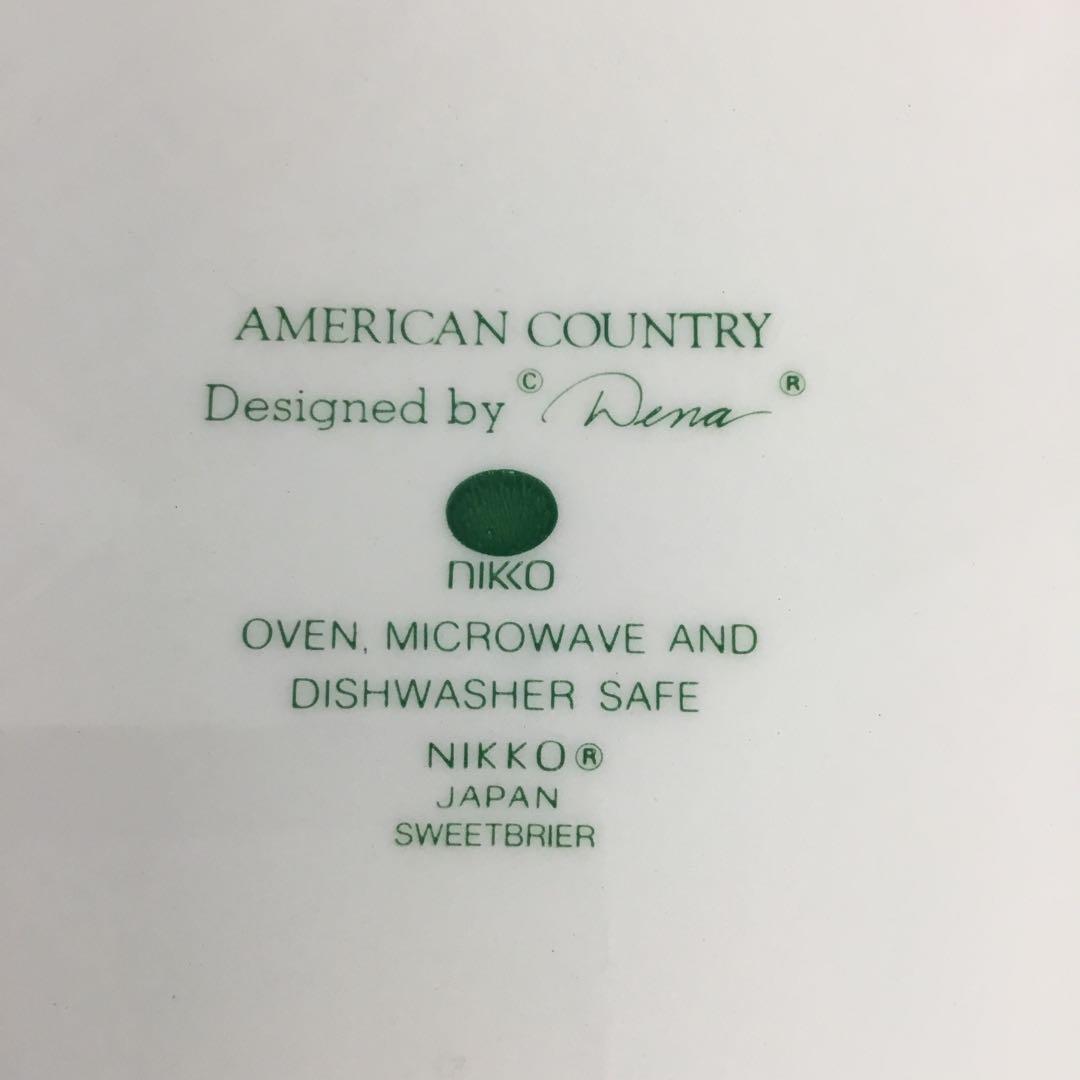 AMERICAN COUNTRY
Designed by © Dena ®
NIKKO
OVEN, MICROWAVE AND
DISHWASHER SAFE
NIKKO®
JAPAN
SWEETBRIER